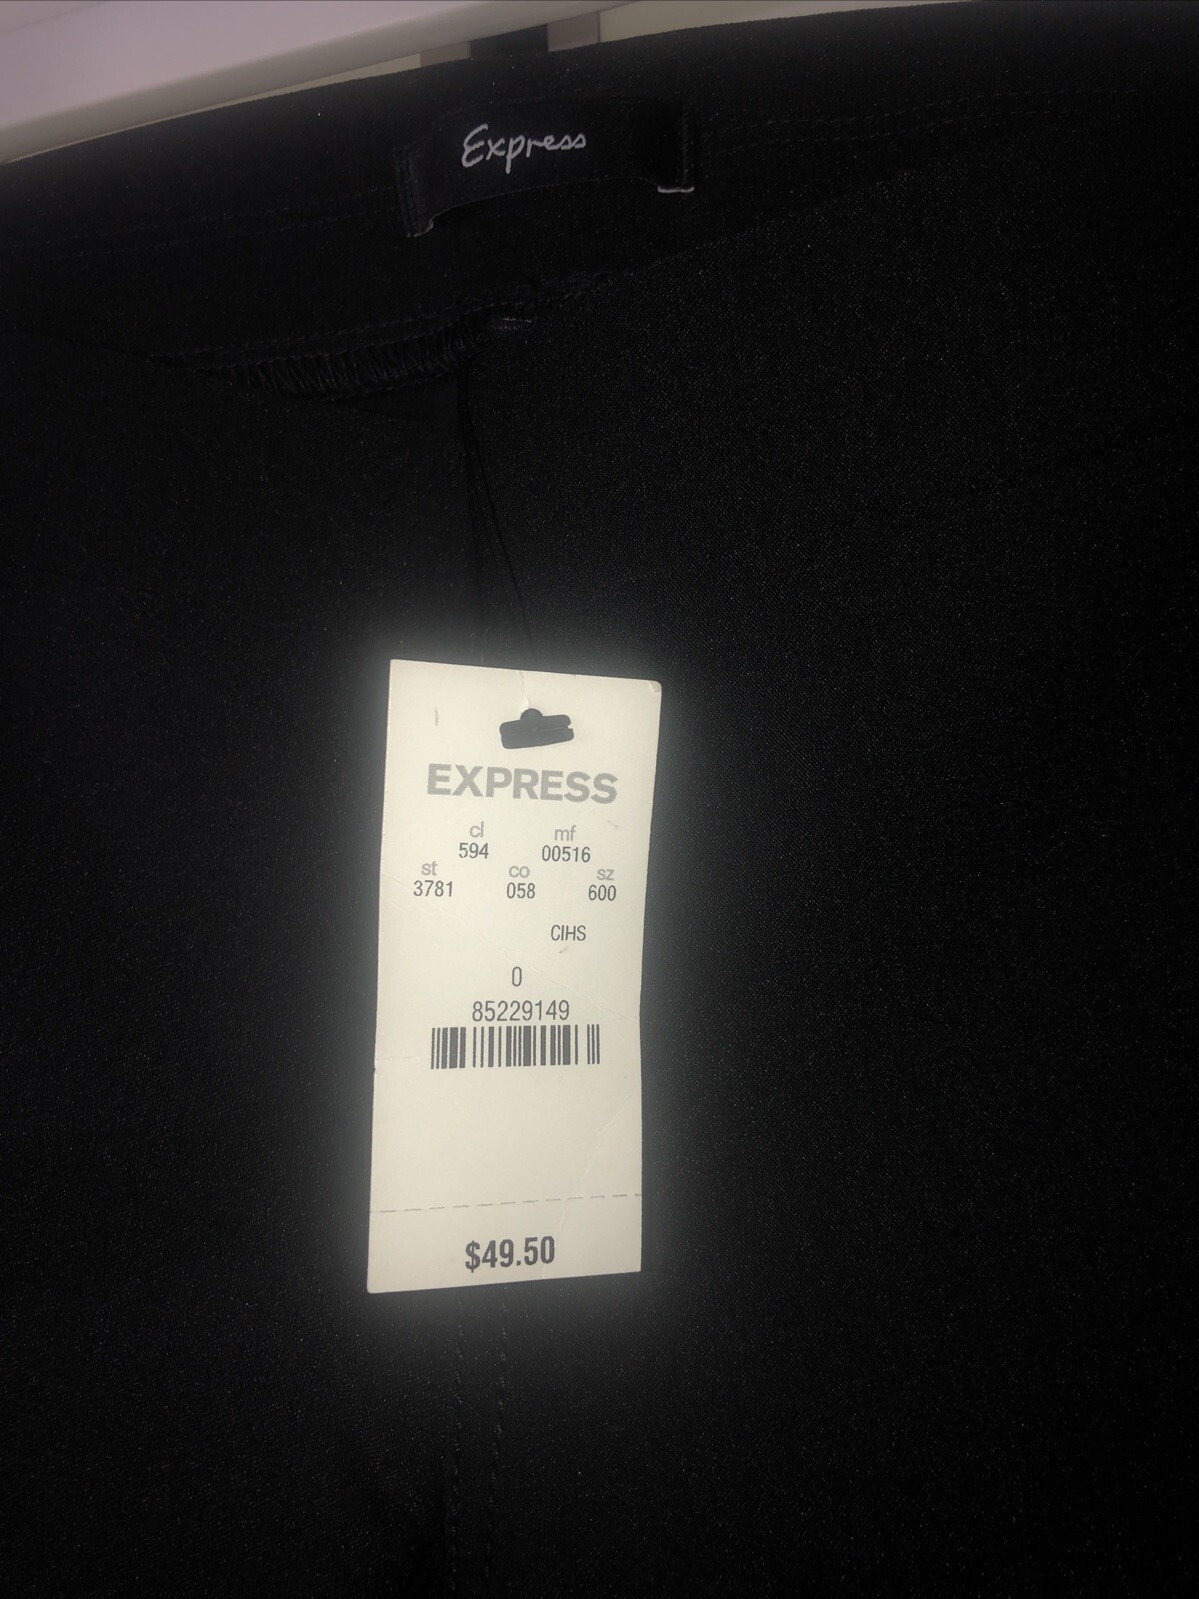 Express
EXPRESS
cl mf
594 00516
st co sz
3781 058 600
CIHS
0
85229149
$49.50